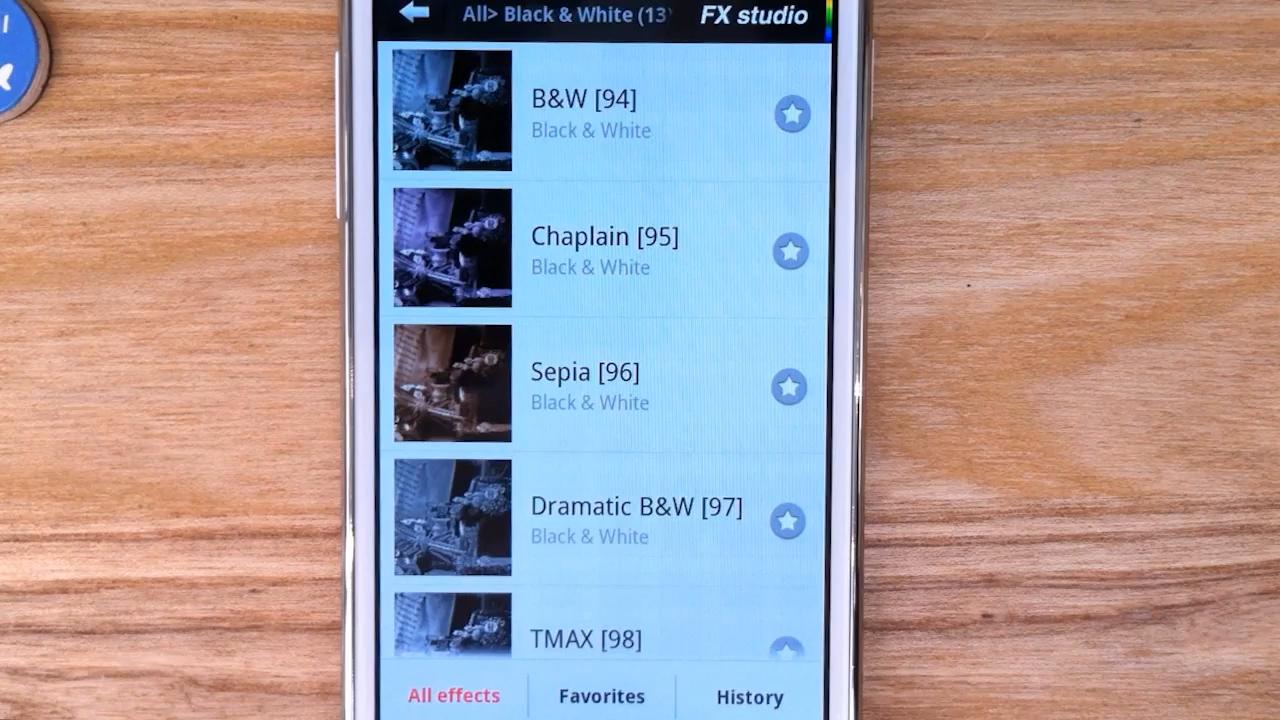 All> Black & White (13 FX studio
B&W [94]
Black & White
Chaplain [95]
Black & White
Sepia [96]
Black & White
Dramatic B&W [97]
Black & White
TMAX [98]
All effects Favorites History